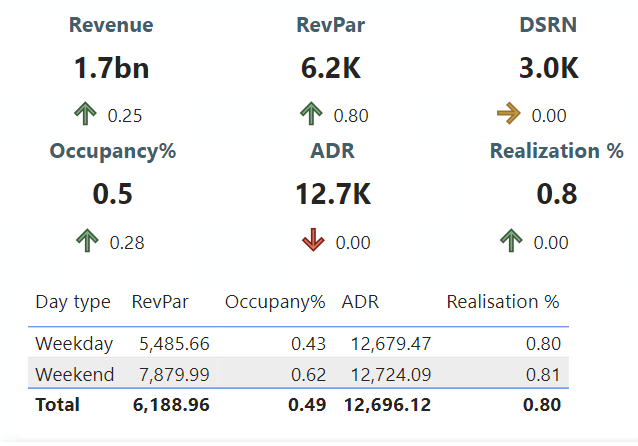 Revenue RevPar DSRN
1.7bn 6.2K 3.0K
0.25 0.80 0.00
Occupancy% ADR Realization %
0.5 12.7K 0.8
0.28 0.00 0.00
Day type RevPar Occupany% ADR Realisation %
Weekday 5,485.66 0.43 12,679.47 0.80
Weekend 7,879.99 0.62 12,724.09 0.81
Total 6,188.96 0.49 12,696.12 0.80